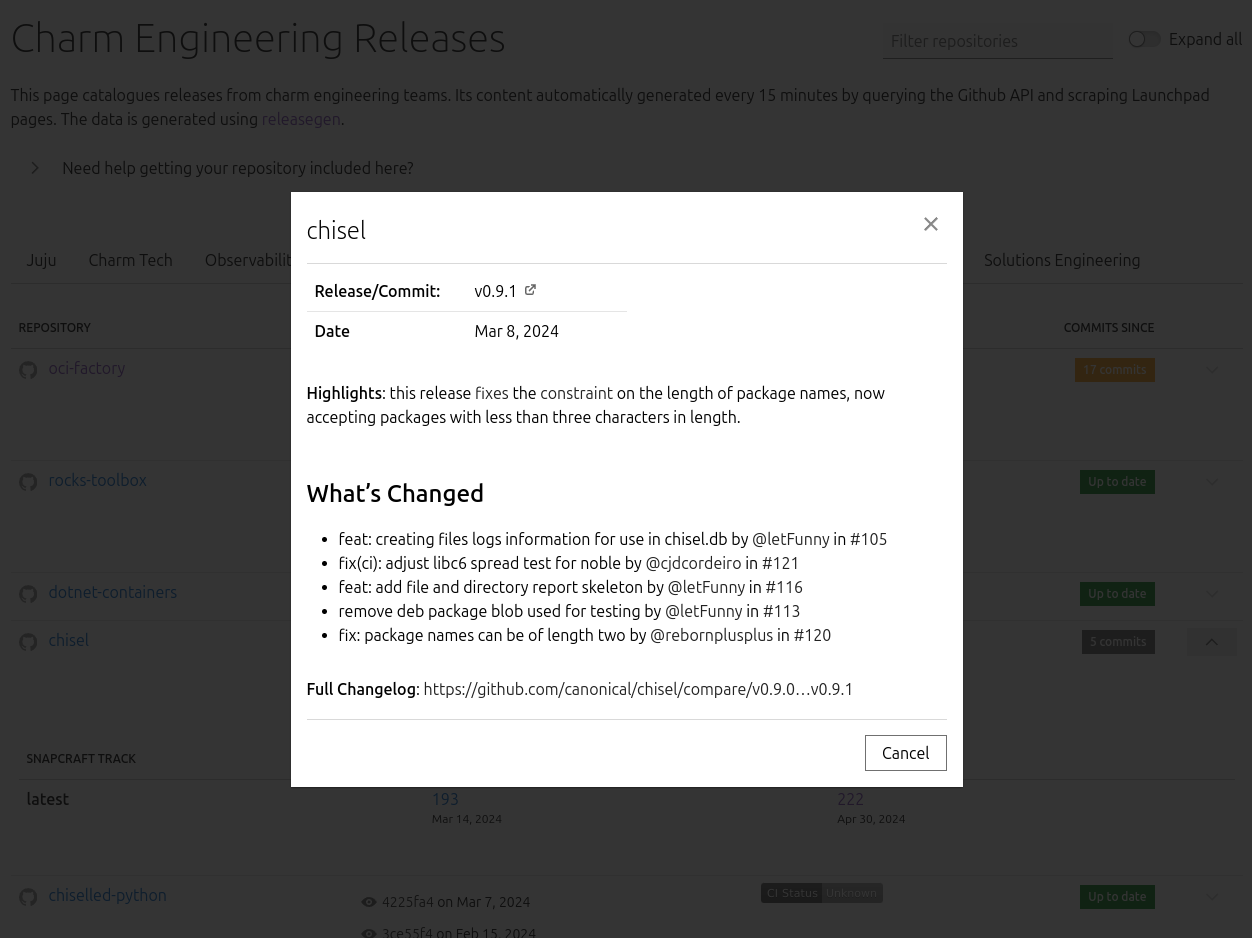 Charm Engineering Releases
Filter repositories
Expand all
This page catalogues releases from charm engineering teams. Its content automatically generated every 15 minutes by querying the Github API and scraping Launchpad
pages. The data is generated using releasegen.
Need help getting your repository included here?
chisel
Juju Charm Tech Observabilit Solutions Engineering
Release/Commit: v0.9.1
REPOSITORY COMMITS SINCE
Date Mar 8, 2024
oci-factory 17 commits
Highlights: this release fixes the constraint on the length of package names, now
accepting packages with less than three characters in length.
rocks-toolbox Up to date
What’s Changed
feat: creating files logs information for use in chisel.db by @letFunny in #105
fix(ci): adjust libc6 spread test for noble by @cjdcordeiro in #121
feat: add file and directory report skeleton by @letFunny in #116
dotnet-containers Up to date
remove deb package blob used for testing by @letFunny in #113
fix: package names can be of length two by @rebornplusplus in #120
chisel 5 commits
Full Changelog: https://github.com/canonical/chisel/compare/v0.9.0…v0.9.1
Cancel
SNAPCRAFT TRACK
latest 193 222
Mar 14, 2024 Apr 30, 2024
chiselled-python 4225fa4 on Mar 7, 2024 CI Status Unknown Up to date
3ce55f4 on Feb 15, 2024